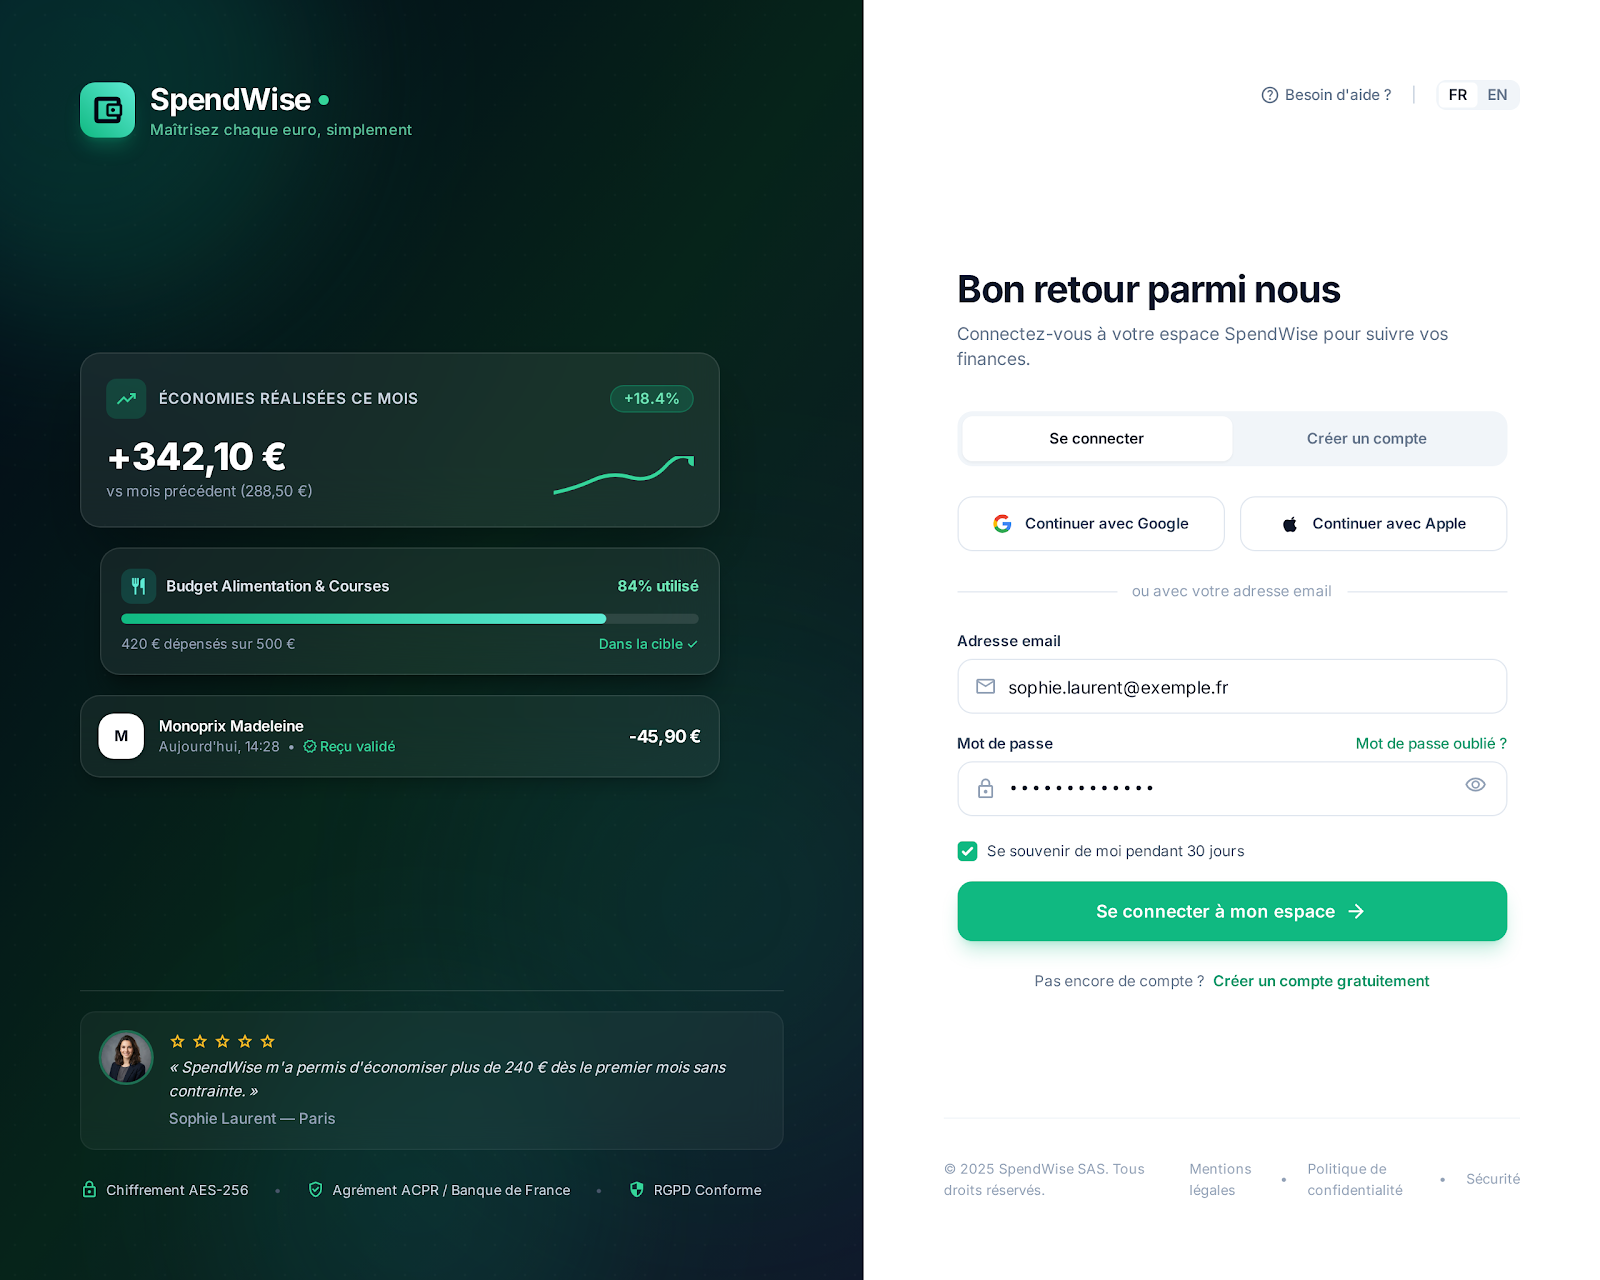 SpendWise
Maîtrisez chaque euro, simplement
ÉCONOMIES RÉALISÉES CE MOIS
+18.4%
+342,10 €
vs mois précédent (288,50 €)
Budget Alimentation & Courses
84% utilisé
420 € dépensés sur 500 €
Dans la cible ✓
M
Monoprix Madeleine
Aujourd'hui, 14:28 • Reçu validé
-45,90 €
« SpendWise m'a permis d'économiser plus de 240 € dès le premier mois sans
contrainte. »
Sophie Laurent — Paris
Chiffrement AES-256 • Agrément ACPR / Banque de France • RGPD Conforme
Besoin d'aide ?
FR EN
Bon retour parmi nous
Connectez-vous à votre espace SpendWise pour suivre vos
finances.
Se connecter
Créer un compte
Continuer avec Google
Continuer avec Apple
ou avec votre adresse email
Adresse email
sophie.laurent@exemple.fr
Mot de passe
Mot de passe oublié ?
•••••••••••••
Se souvenir de moi pendant 30 jours
Se connecter à mon espace →
Pas encore de compte ? Créer un compte gratuitement
© 2025 SpendWise SAS. Tous
droits réservés.
Mentions
légales
•
Politique de
confidentialité
•
Sécurité